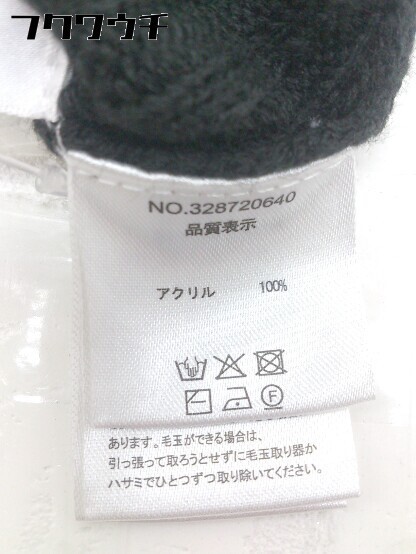 フクワウチ
NO.328720640
品質表示
アクリル 100%
F
あります。毛玉ができる場合は、
引っ張って取ろうとせずに毛玉取り器か
ハサミでひとつずつ取り除いてください。